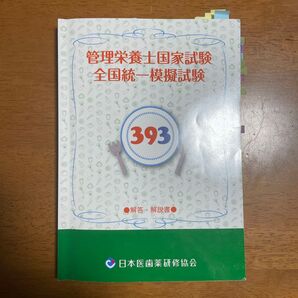 管理栄養士国家試験
全国統一模擬試験
393
●解答・解説書●
日本医歯薬研修協会